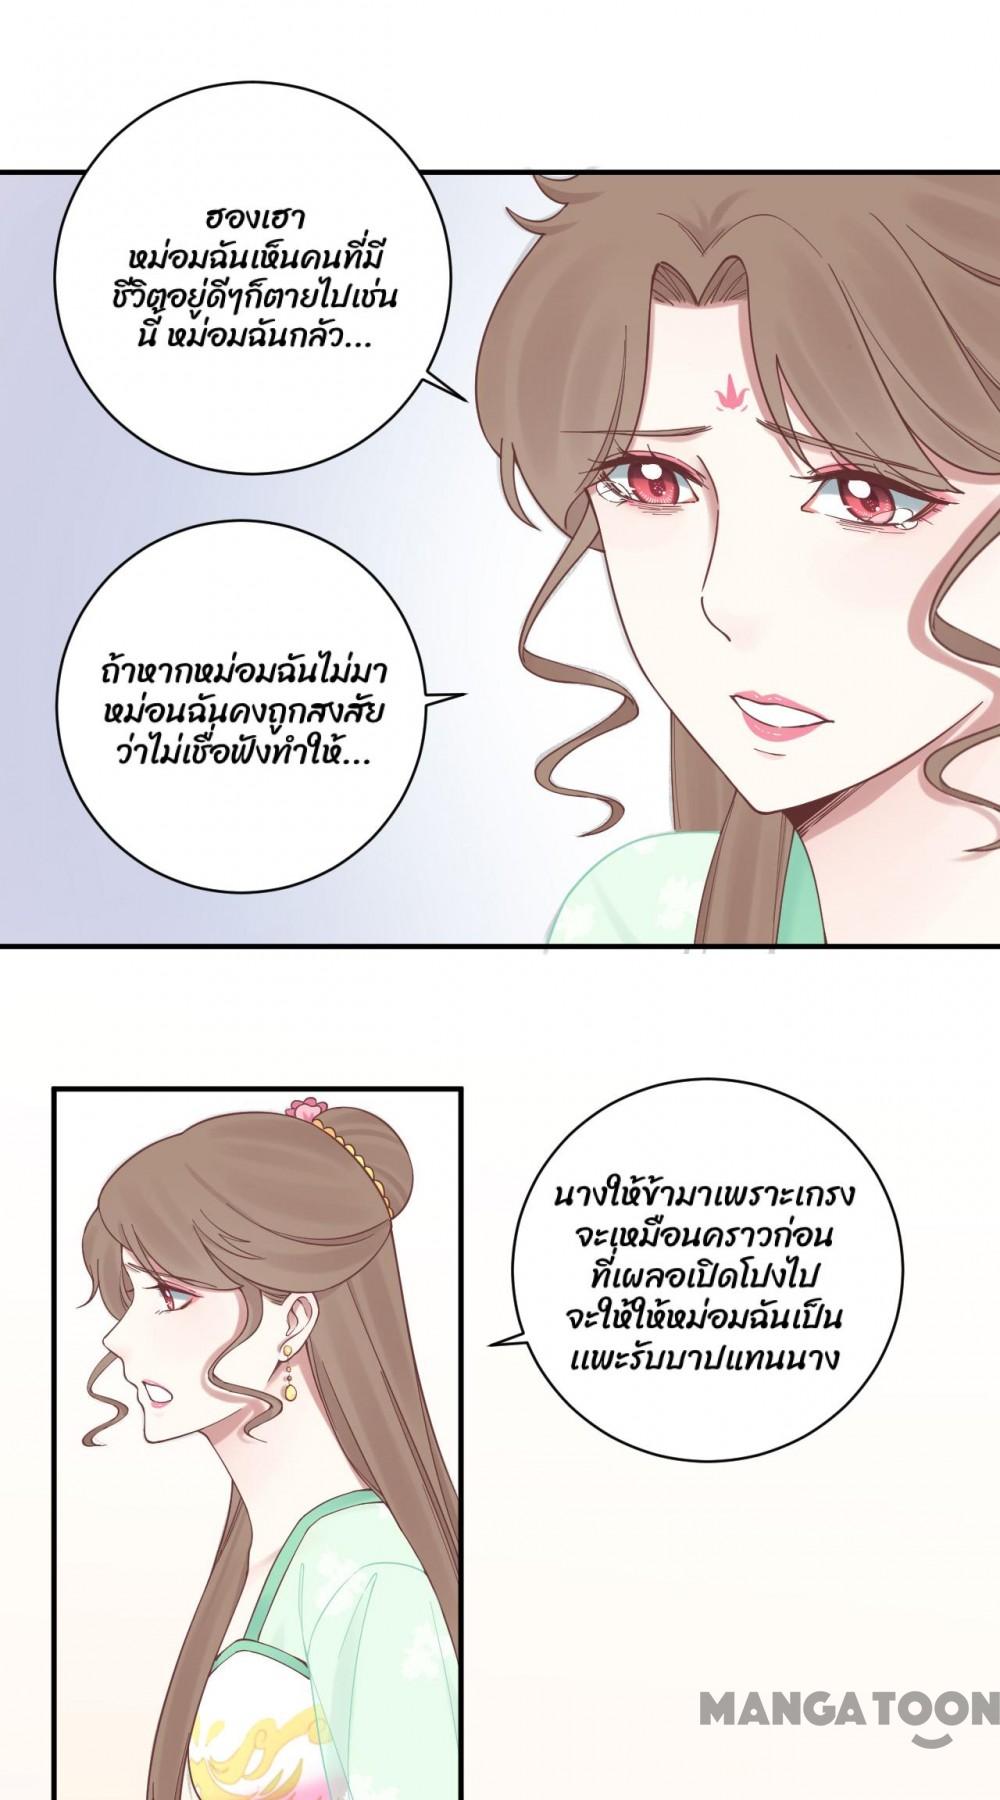 ฮองเฮา
หม่อมฉันเห็นคนที่มี
ชีวิตอยู่ดีๆก็ตายไปเช่น
นี้ หม่อมฉันกลัว...
ถ้าหากหม่อมฉันไม่มา
หม่อนฉันคงถูกสงสัย
ว่าไม่เชื่อฟังทำให้...
นางให้ข้ามาเพราะเกรง
จะเหมือนคราวก่อน
ที่เผลอเปิดโปงไป
จะให้ให้หม่อมฉันเป็น
แพะรับบาปแทนนาง
MANGATOON